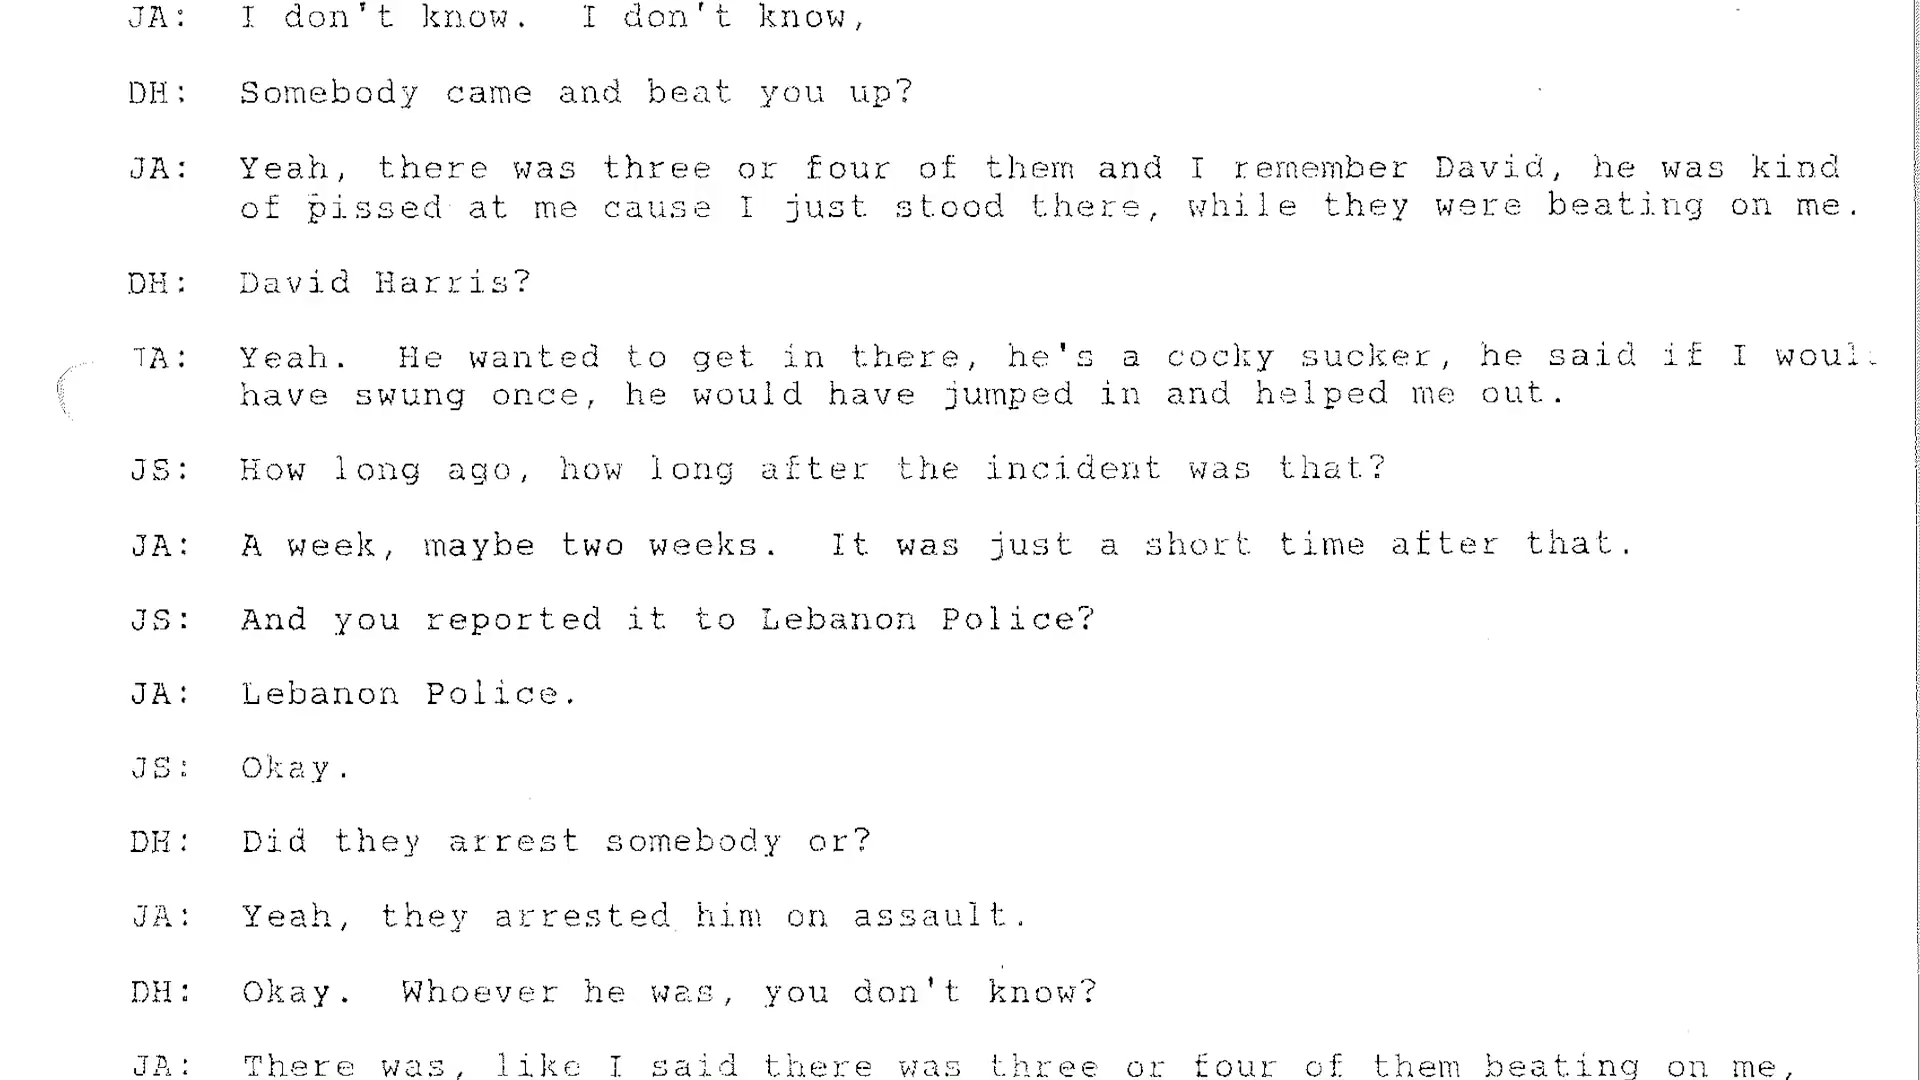 JA: I don't know. I don't know,
DH: Somebody came and beat you up?
JA: Yeah, there was three or four of them and I remember David, he was kind
of pissed at me cause I just stood there, while they were beating on me.
DH: David Harris?
TA: Yeah. He wanted to get in there, he's a cocky sucker, he said if I
have swung once, he would have jumped in and helped me out.
JS: How long ago, how long after the incident was that?
JA: A week, maybe two weeks. It was just a short time after that.
JS: And you reported it to Lebanon Police?
JA: Lebanon Police.
JS: Okay.
DH: Did they arrest somebody or?
JA: Yeah, they arrested him on assault.
DH: Okay. Whoever he was, you don't know?
JA: There was, like I said there was three or four of them beating on me,